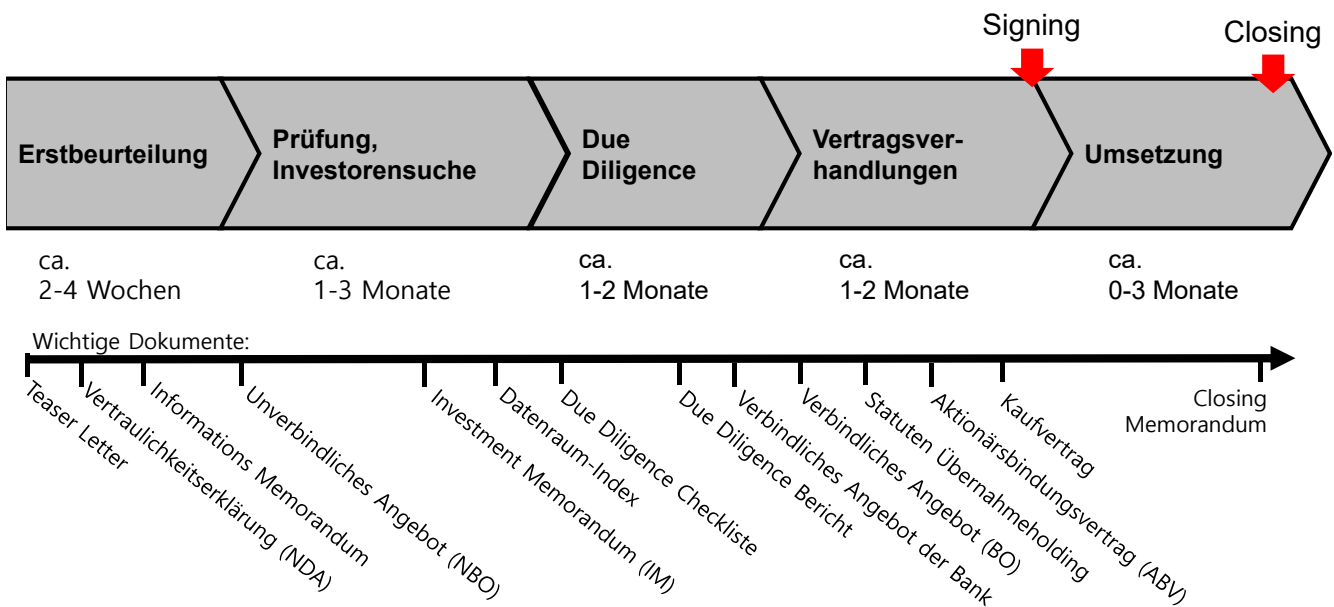 Signing
Closing
Erstbeurteilung
Prüfung,
Investorensuche
Due
Diligence
Vertragsver-
handlungen
Umsetzung
ca.
2-4 Wochen
ca.
1-3 Monate
ca.
1-2 Monate
ca.
1-2 Monate
ca.
0-3 Monate
Wichtige Dokumente:
Teaser Letter
Vertraulichkeitserklärung (NDA)
Informations Memorandum
Unverbindliches Angebot (NBO)
Investment Memorandum (IM)
Datenraum-Index
Due Diligence Checkliste
Due Diligence Bericht
Verbindliches Angebot der Bank
Verbindliches Angebot (BO)
Statuten Übernahmeholding
Aktionärsbindungsvertrag (ABV)
Kaufvertrag
Closing
Memorandum